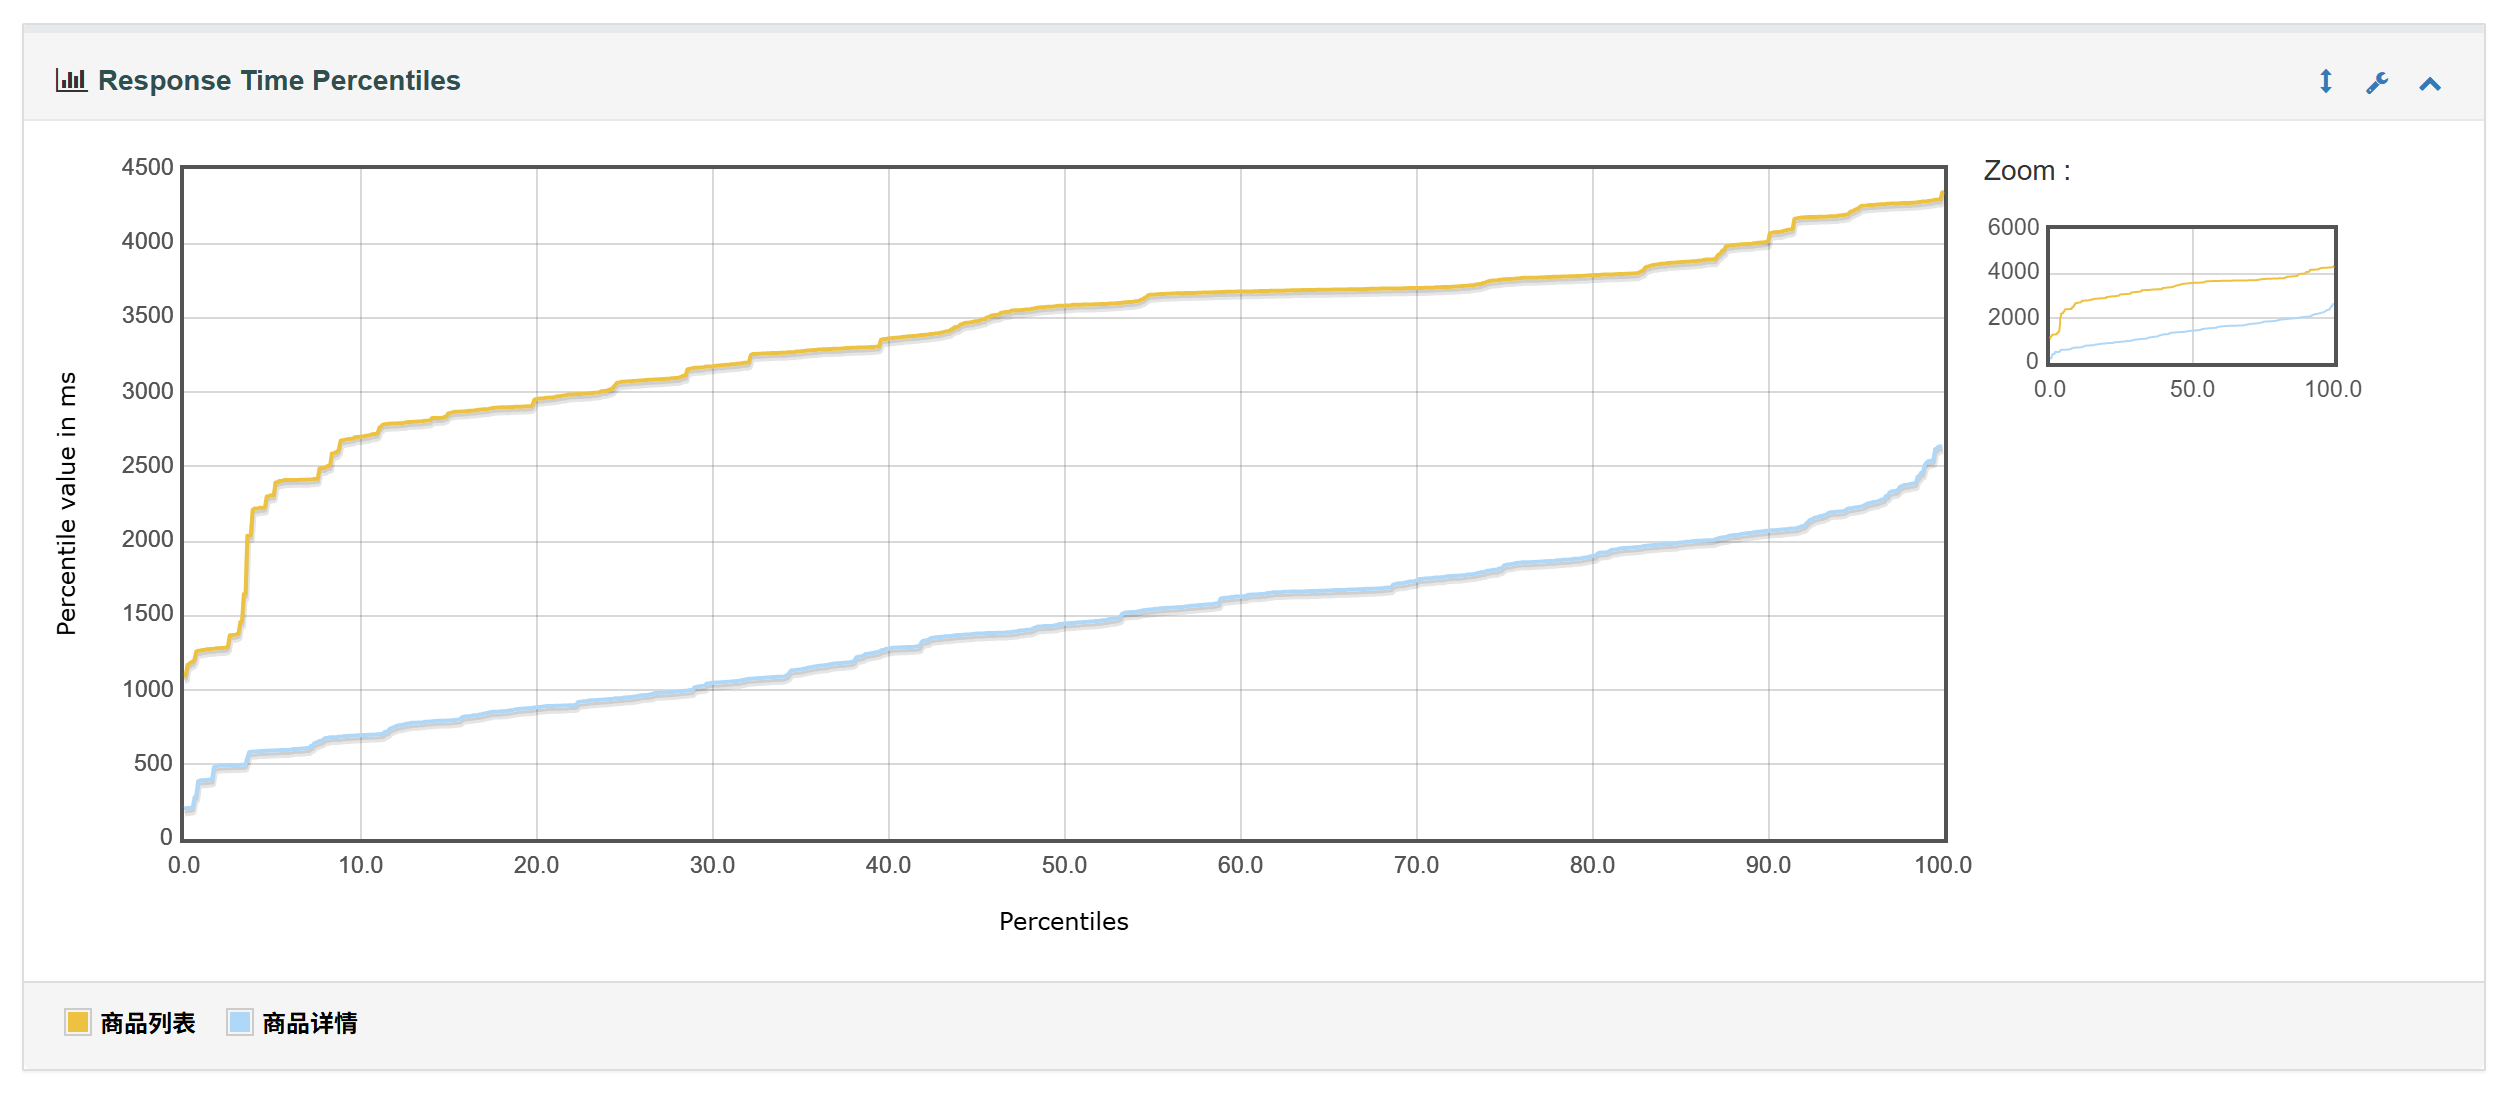 Response Time Percentiles
Zoom :
4500
4000
3500
3000
2500
2000
1500
1000
500
0
0.0 10.0 20.0 30.0 40.0 50.0 60.0 70.0 80.0 90.0 100.0
Percentile value in ms
Percentiles
6000
4000
2000
0
0.0 50.0 100.0
商品列表 商品详情